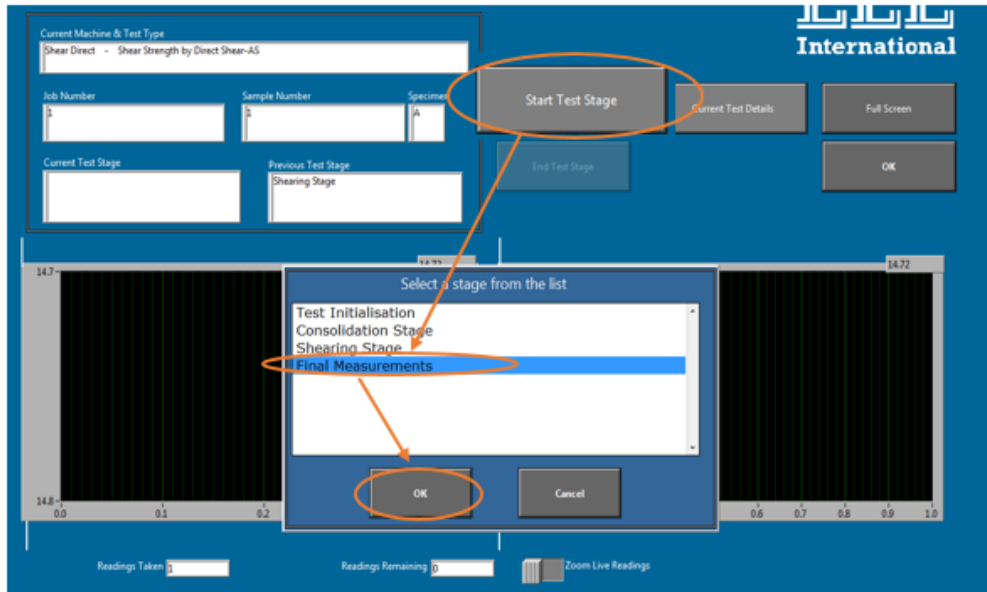 International
Current Machine & Test Type
Shear Direct - Shear Strength by Direct Shear-AS
Job Number
Sample Number
Specimen
1
1
A
Start Test Stage
Current Test Details
Full Screen
Current Test Stage
Previous Test Stage
Shearing Stage
End Test Stage
OK
14.72
14.72
14.7
Select a stage from the list
Test Initialisation
Consolidation Stage
Shearing Stage
Final Measurements
OK
Cancel
14.8
0.0
0.1
0.2
0.6
0.7
0.8
0.9
1.0
Readings Taken
1
Readings Remaining
0
Zoom Live Readings